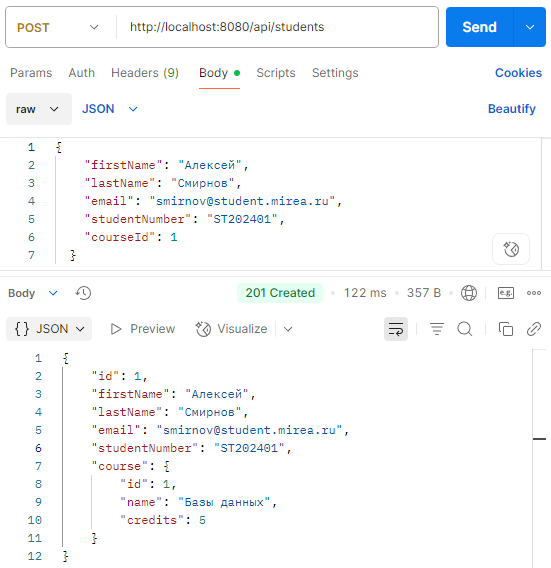 POST http://localhost:8080/api/students Send
Params Auth Headers (9) Body Scripts Settings Cookies
raw JSON Beautify
1 {
2 "firstName": "Алексей",
3 "lastName": "Смирнов",
4 "email": "smirnov@student.mirea.ru",
5 "studentNumber": "ST202401",
6 "courseId": 1
7 }
Body 201 Created • 122 ms • 357 B e.g.
{} JSON Preview Visualize
1 {
2 "id": 1,
3 "firstName": "Алексей",
4 "lastName": "Смирнов",
5 "email": "smirnov@student.mirea.ru",
6 "studentNumber": "ST202401",
7 "course": {
8 "id": 1,
9 "name": "Базы данных",
10 "credits": 5
11 }
12 }